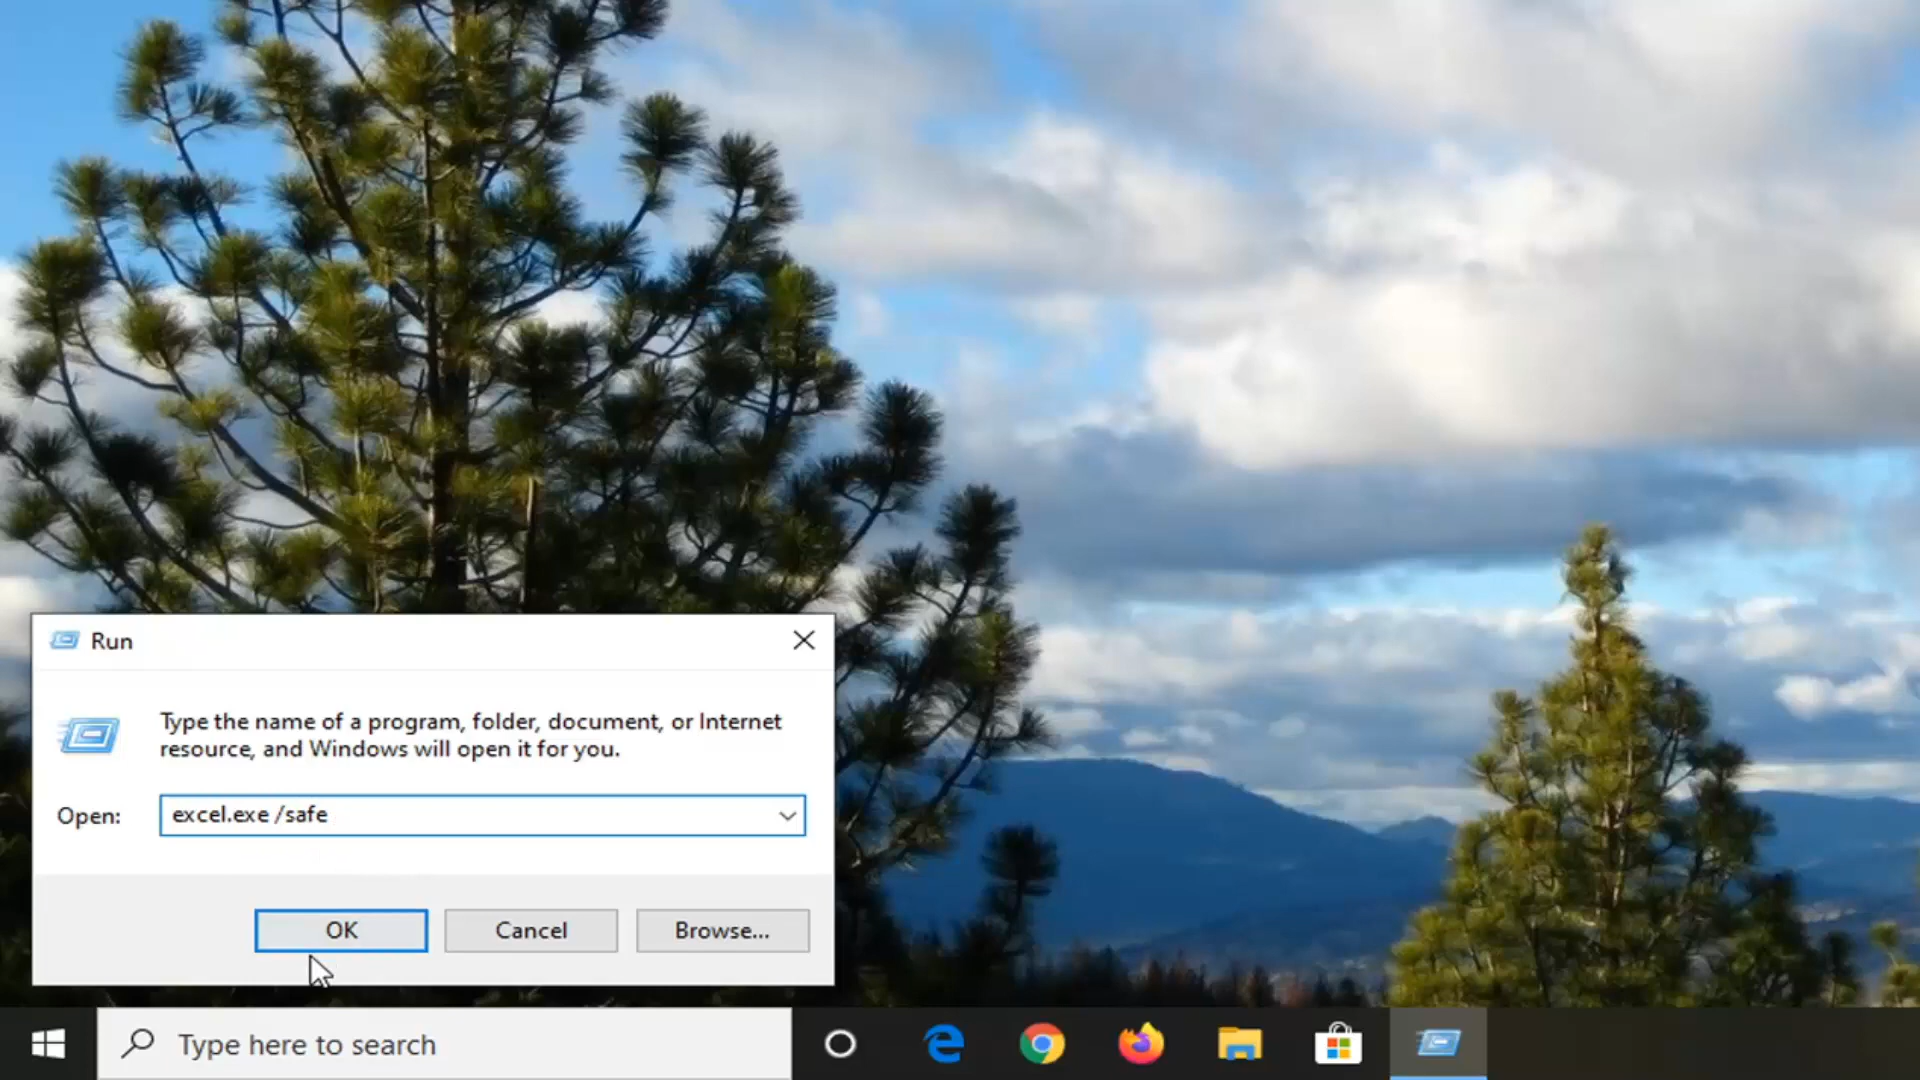 Run
Type the name of a program, folder, document, or Internet
resource, and Windows will open it for you.
Open: excel.exe /safe
OK Cancel Browse...
Type here to search